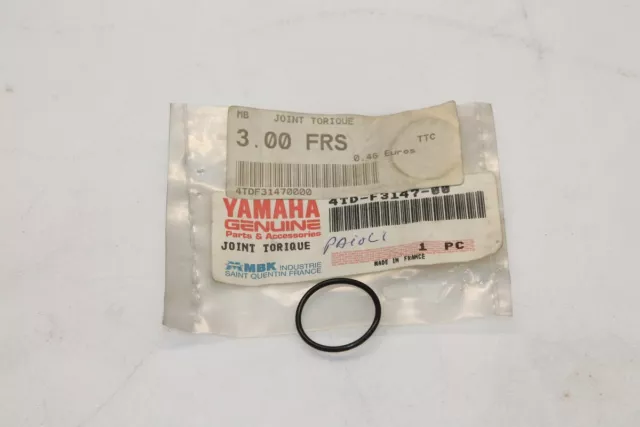 MB JOINT TORIQUE
3.00 FRS TTC
0.46 Euros
4TDF31470000
4TD-F3147-00
YAMAHA
GENUINE
Parts & Accessories
JOINT TORIQUE
PAIOLI
1 PC
MADE IN FRANCE
MBK INDUSTRIE
SAINT QUENTIN FRANCE